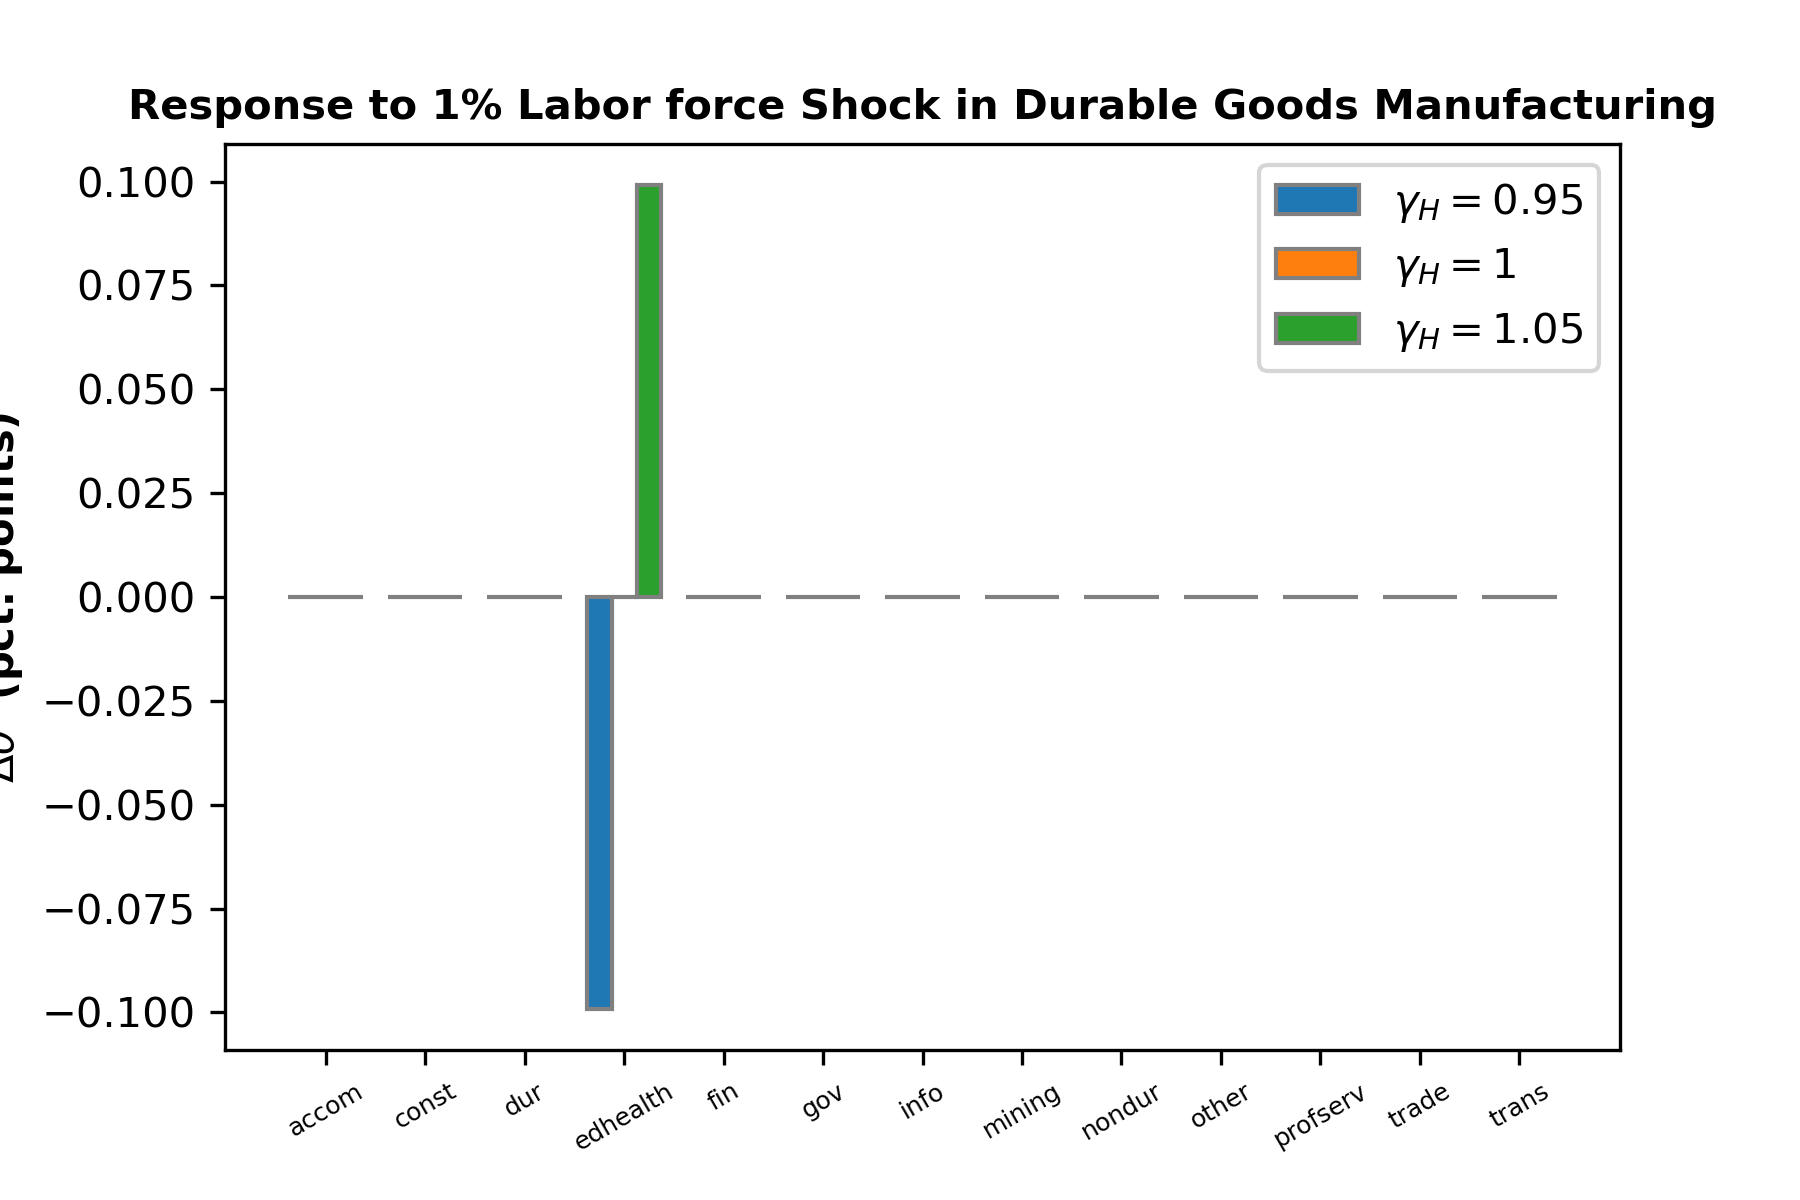 Response to 1% Labor force Shock in Durable Goods Manufacturing
0.100
0.075
0.050
0.025
0.000
−0.025
−0.050
−0.075
−0.100
(pct. points)
γH = 0.95
γH = 1
γH = 1.05
accom
const
dur
edhealth
fin
gov
info
mining
nondur
other
profserv
trade
trans